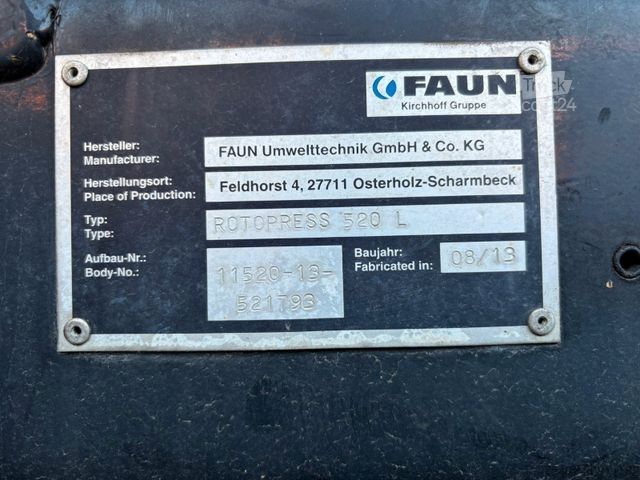 FAUN
Kirchhoff Gruppe
Hersteller:
Manufacturer:
FAUN Umwelttechnik GmbH & Co. KG
Herstellungsort:
Place of Production:
Feldhorst 4, 27711 Osterholz-Scharmbeck
Typ:
Type:
ROTOPRESS 520 L
Aufbau-Nr.:
Body-No.:
11520-13-
521793
Baujahr:
Fabricated in:
08/13